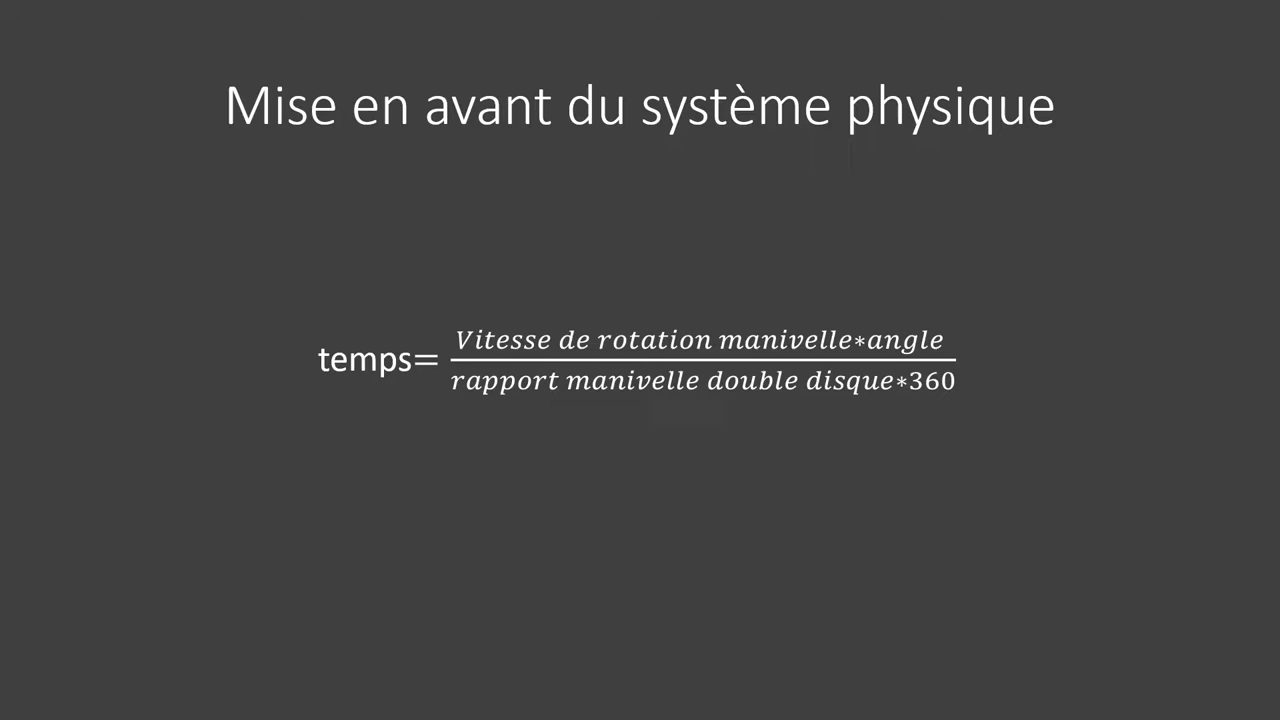 Mise en avant du système physique
temps= Vitesse de rotation manivelle∗angle
rapport manivelle double disque∗360